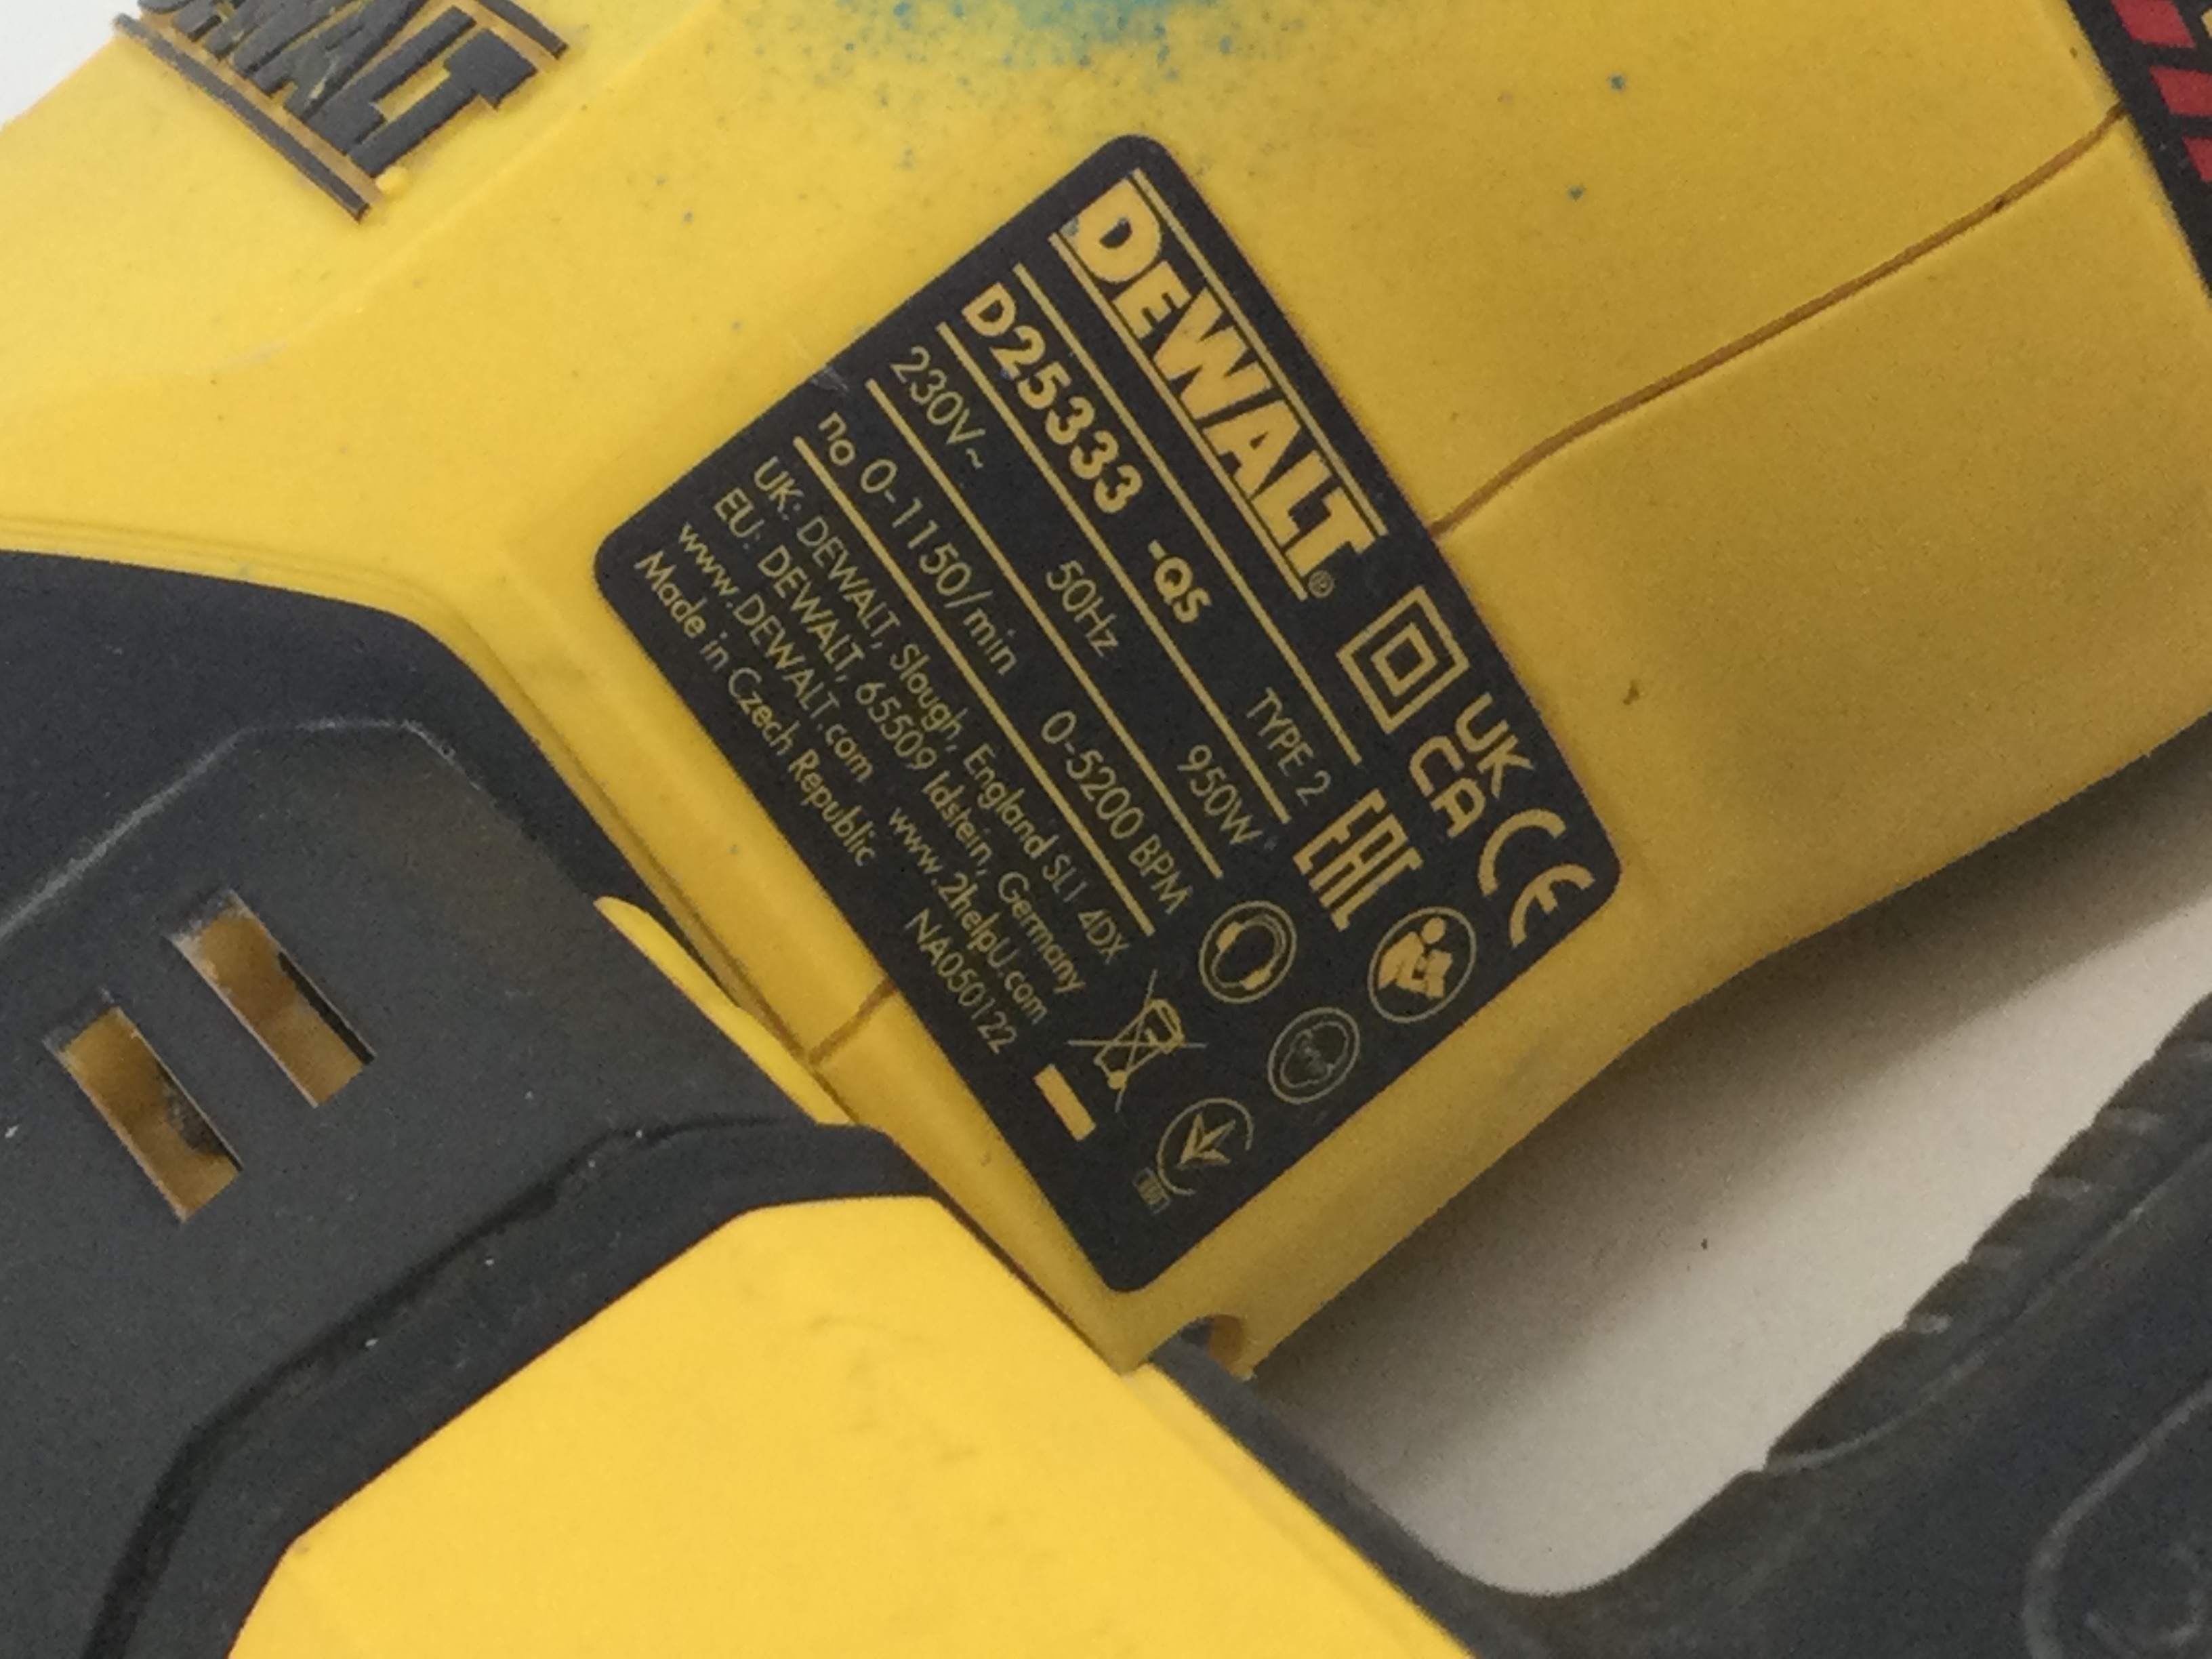 DEWALT
DEWALT®
D25333 -QS TYPE 2
230V~ 50Hz 950W
no 0-1150/min 0-5200 BPM
UK: DEWALT, Slough, England SL1 4DX
EU: DEWALT, 65509 Idstein, Germany
www.DEWALT.com www.2helpU.com
Made in Czech Republic NA050122
UK
CA
CE
EAC